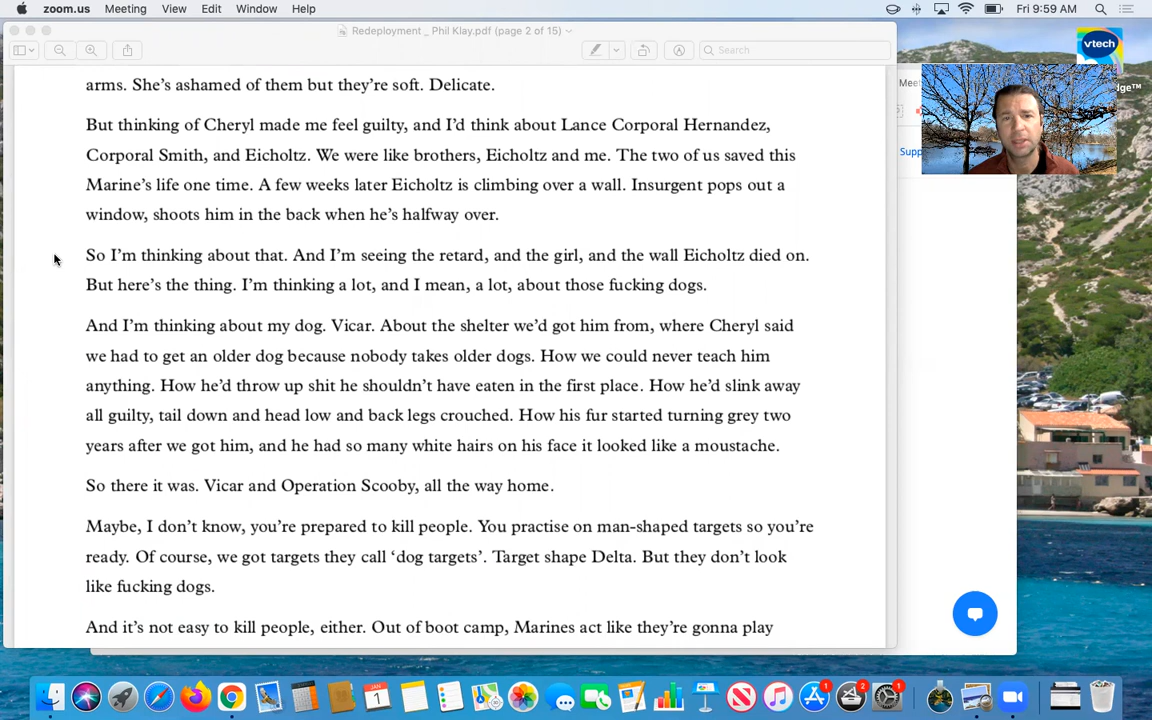 zoom.us Meeting View Edit Window Help Fri 9:59 AM
Redeployment _ Phil Klay.pdf (page 2 of 15)
Search
vtech
dge™
Mee
Supp
arms. She's ashamed of them but they're soft. Delicate.
But thinking of Cheryl made me feel guilty, and I'd think about Lance Corporal Hernandez,
Corporal Smith, and Eicholtz. We were like brothers, Eicholtz and me. The two of us saved this
Marine's life one time. A few weeks later Eicholtz is climbing over a wall. Insurgent pops out a
window, shoots him in the back when he's halfway over.
So I'm thinking about that. And I'm seeing the retard, and the girl, and the wall Eicholtz died on.
But here's the thing. I'm thinking a lot, and I mean, a lot, about those fucking dogs.
And I'm thinking about my dog. Vicar. About the shelter we'd got him from, where Cheryl said
we had to get an older dog because nobody takes older dogs. How we could never teach him
anything. How he'd throw up shit he shouldn't have eaten in the first place. How he'd slink away
all guilty, tail down and head low and back legs crouched. How his fur started turning grey two
years after we got him, and he had so many white hairs on his face it looked like a moustache.
So there it was. Vicar and Operation Scooby, all the way home.
Maybe, I don't know, you're prepared to kill people. You practise on man-shaped targets so you're
ready. Of course, we got targets they call 'dog targets'. Target shape Delta. But they don't look
like fucking dogs.
And it's not easy to kill people, either. Out of boot camp, Marines act like they're gonna play
JAN
1
1
2
1